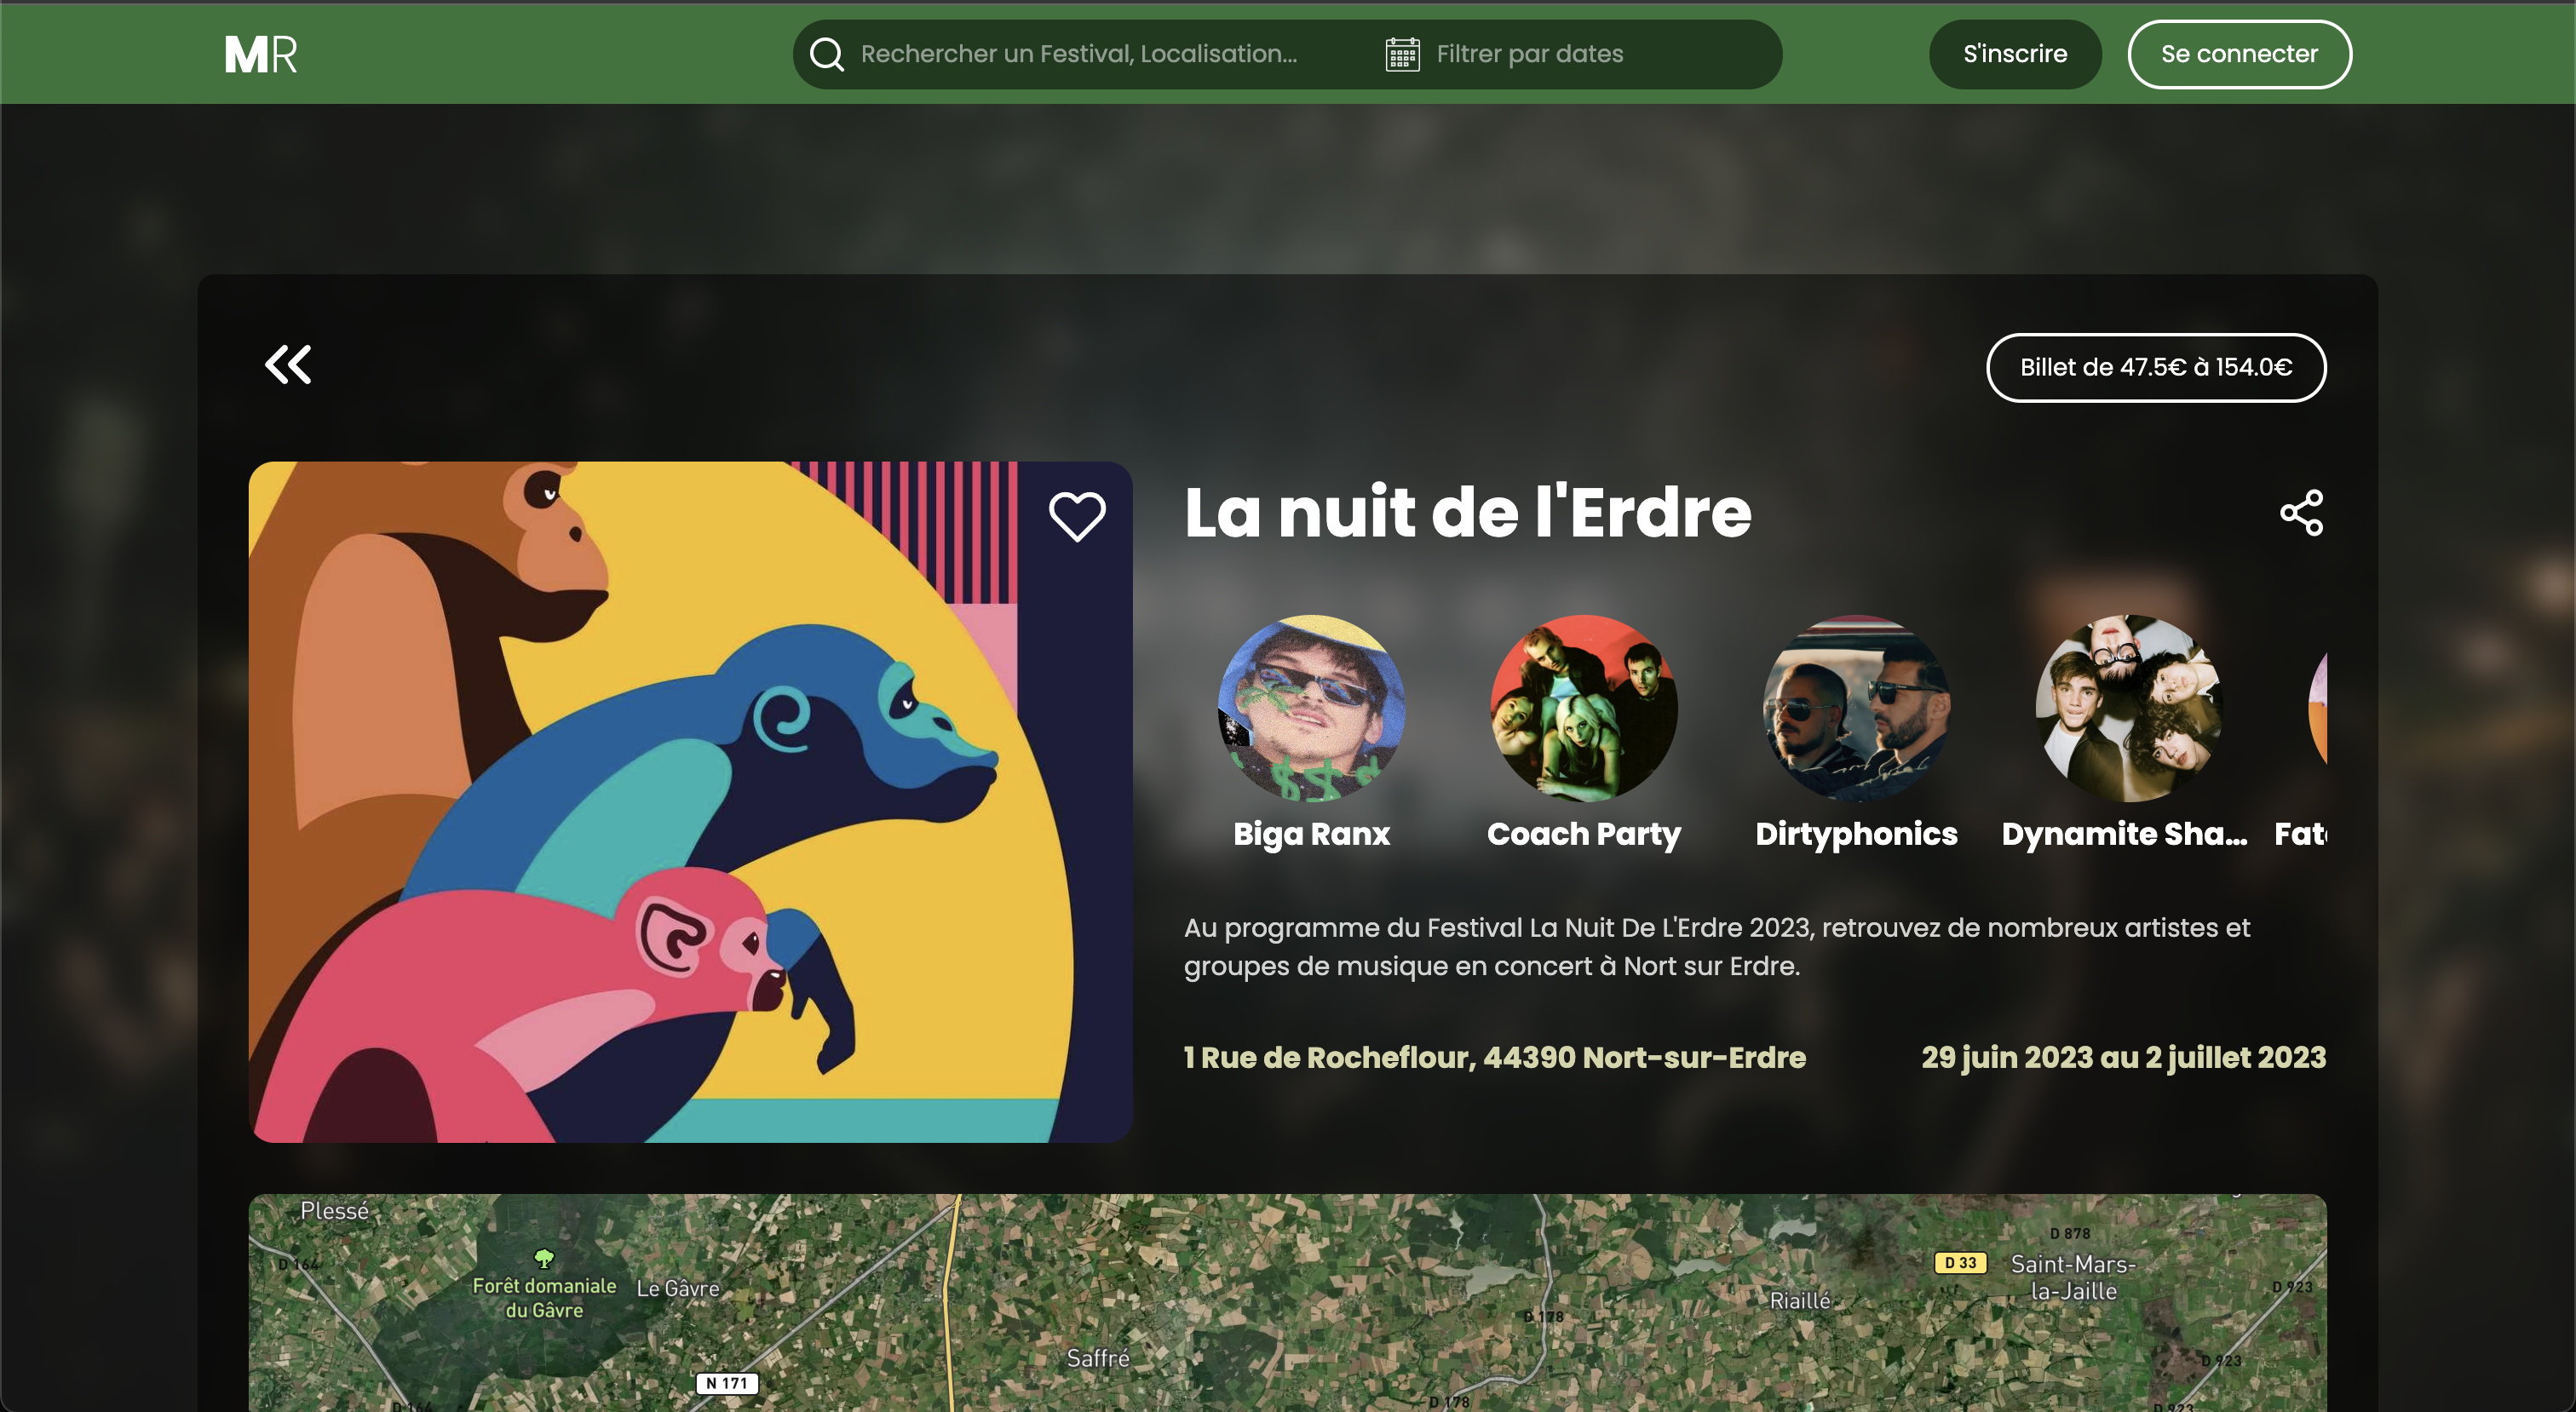 MR
Rechercher un Festival, Localisation...
Filtrer par dates
S'inscrire
Se connecter
Billet de 47.5€ à 154.0€
La nuit de l'Erdre
Biga Ranx
Coach Party
Dirtyphonics
Dynamite Sha...
Au programme du Festival La Nuit De L'Erdre 2023, retrouvez de nombreux artistes et
groupes de musique en concert à Nort sur Erdre.
1 Rue de Rocheflour, 44390 Nort-sur-Erdre
29 juin 2023 au 2 juillet 2023
Plessé
D 164
Forêt domaniale
du Gâvre
Le Gâvre
N 171
D 164
Saffré
D 178
D 178
Riaillé
D 33
D 878
Saint-Mars-
la-Jaille
D 923
D 923
D 923